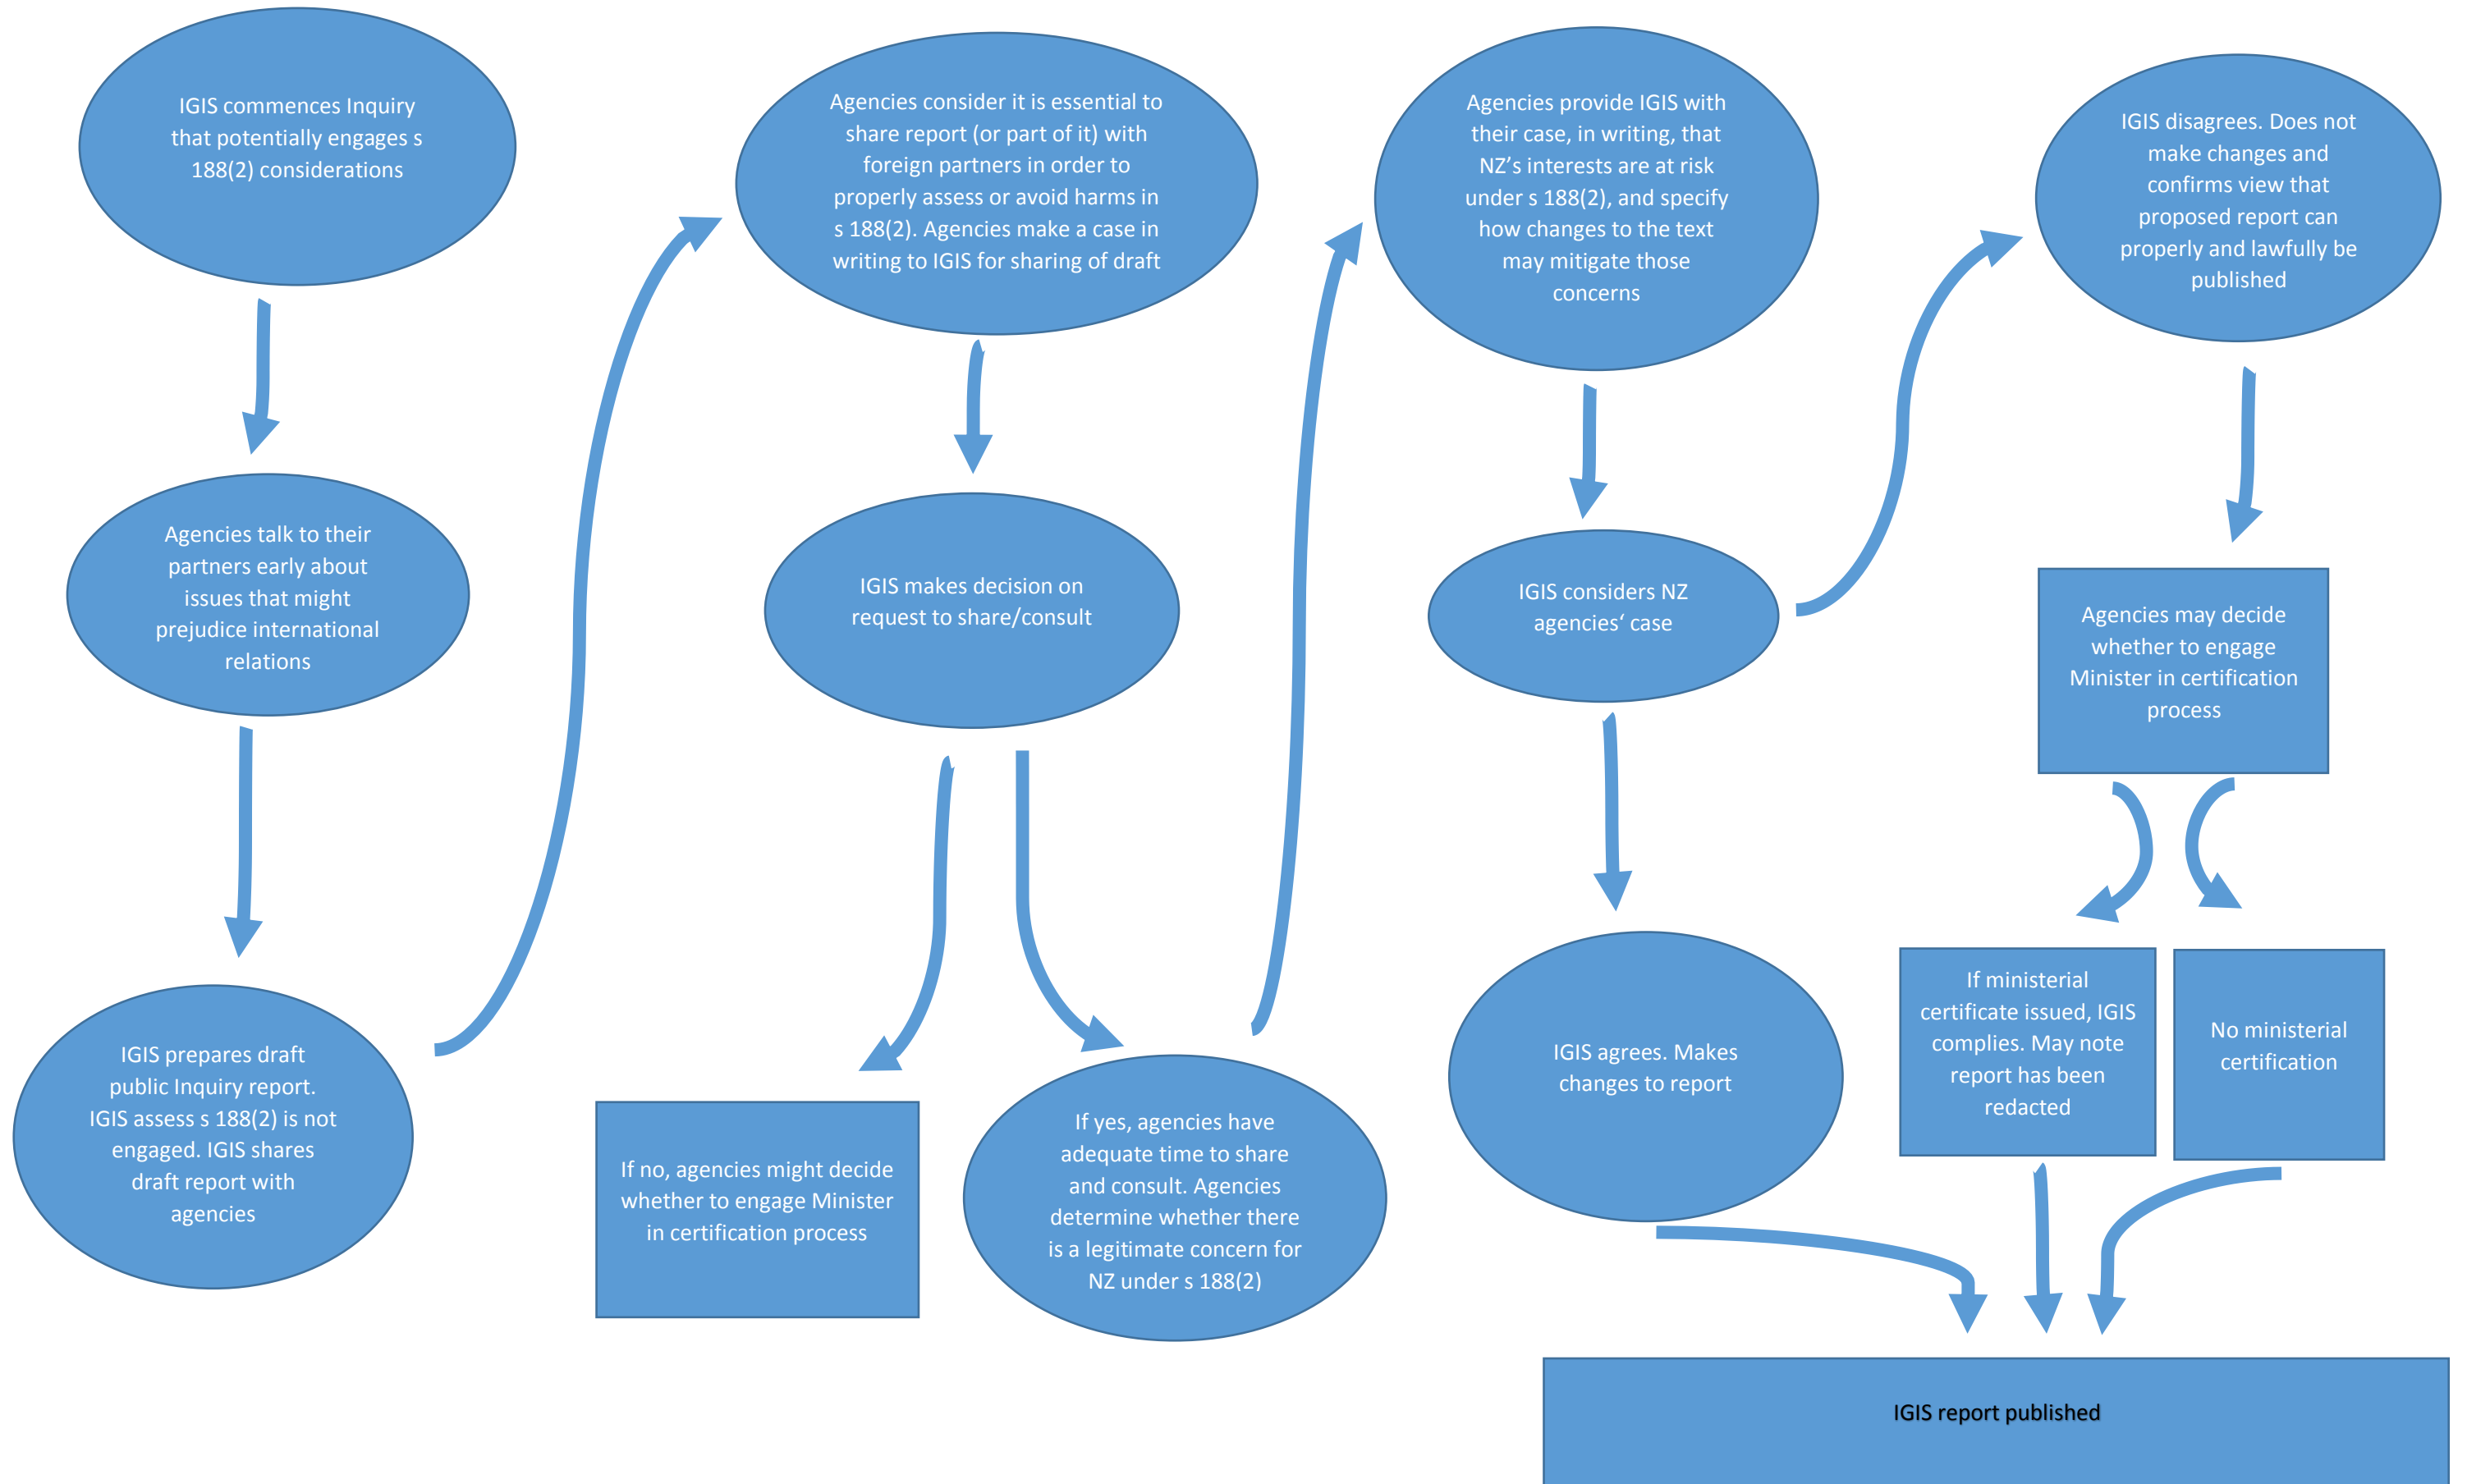 IGIS commences Inquiry
that potentially engages s
188(2) considerations
Agencies talk to their
partners early about
issues that might
prejudice international
relations
IGIS prepares draft
public Inquiry report.
IGIS assess s 188(2) is not
engaged. IGIS shares
draft report with
agencies
Agencies consider it is essential to
share report (or part of it) with
foreign partners in order to
properly assess or avoid harms in
s 188(2). Agencies make a case in
writing to IGIS for sharing of draft
IGIS makes decision on
request to share/consult
If no, agencies might decide
whether to engage Minister
in certification process
If yes, agencies have
adequate time to share
and consult. Agencies
determine whether there
is a legitimate concern for
NZ under s 188(2)
Agencies provide IGIS with
their case, in writing, that
NZ's interests are at risk
under s 188(2), and specify
how changes to the text
may mitigate those
concerns
IGIS considers NZ
agencies‘ case
IGIS agrees. Makes
changes to report
IGIS disagrees. Does not
make changes and
confirms view that
proposed report can
properly and lawfully be
published
Agencies may decide
whether to engage
Minister in certification
process
If ministerial
certificate issued, IGIS
complies. May note
report has been
redacted
No ministerial
certification
IGIS report published